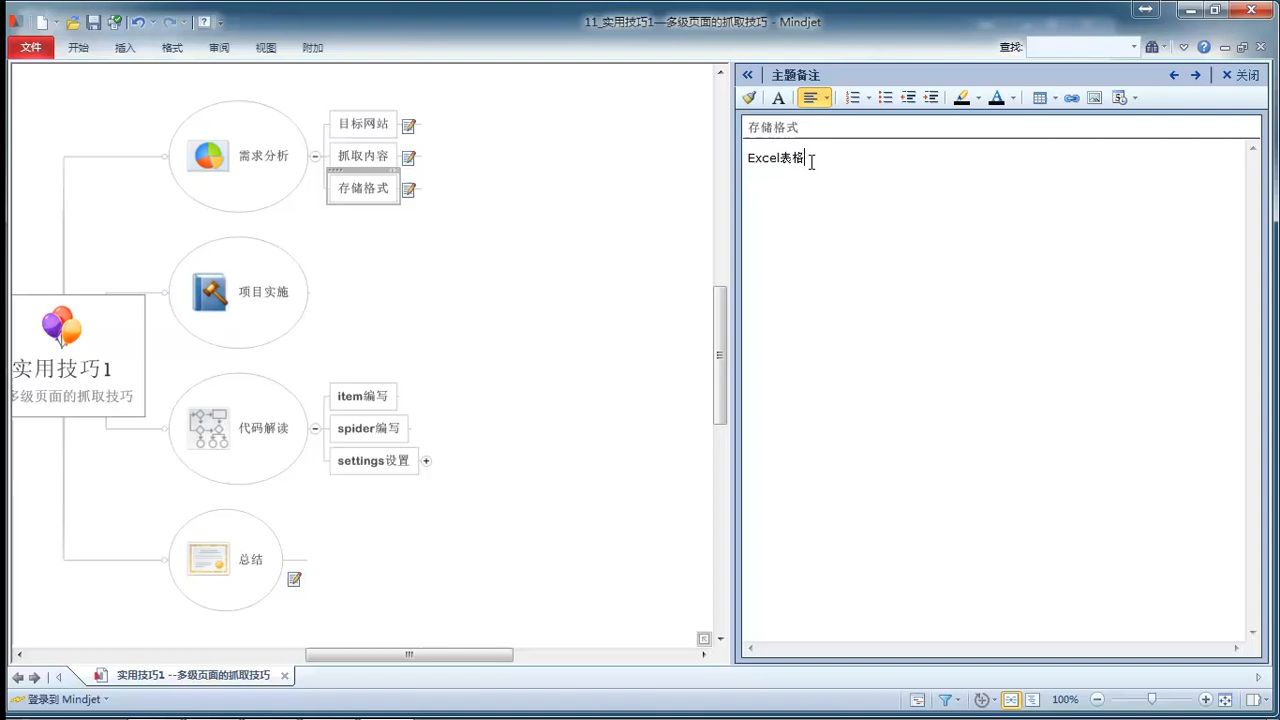 11_实用技巧1—多级页面的抓取技巧 - Mindjet
文件 开始 插入 格式 审阅 视图 附加 查找:
主题备注 关闭
存储格式
Excel表格
需求分析
目标网站
抓取内容
存储格式
项目实施
实用技巧1
多级页面的抓取技巧
代码解读
item编写
spider编写
settings设置
总结
实用技巧1 --多级页面的抓取技巧
登录到 Mindjet
100%